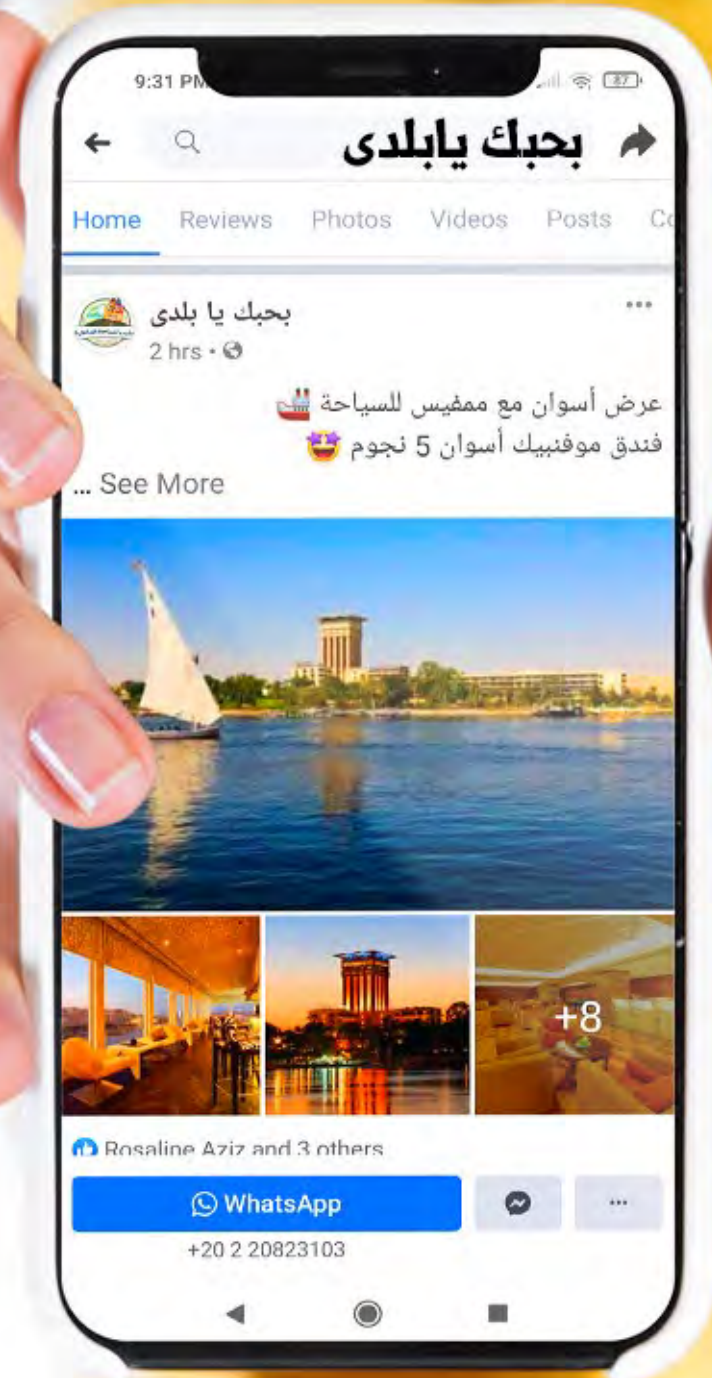 9:31 PM
87
بحبك يابلدى
Home Reviews Photos Videos Posts
بحبك يا بلدى
2 hrs
عرض أسوان مع ممفيس للسياحة 🚢
فندق موفنبيك أسوان 5 نجوم 🤩
... See More
+8
Rosaline Aziz and 3 others
WhatsApp
+20 2 20823103